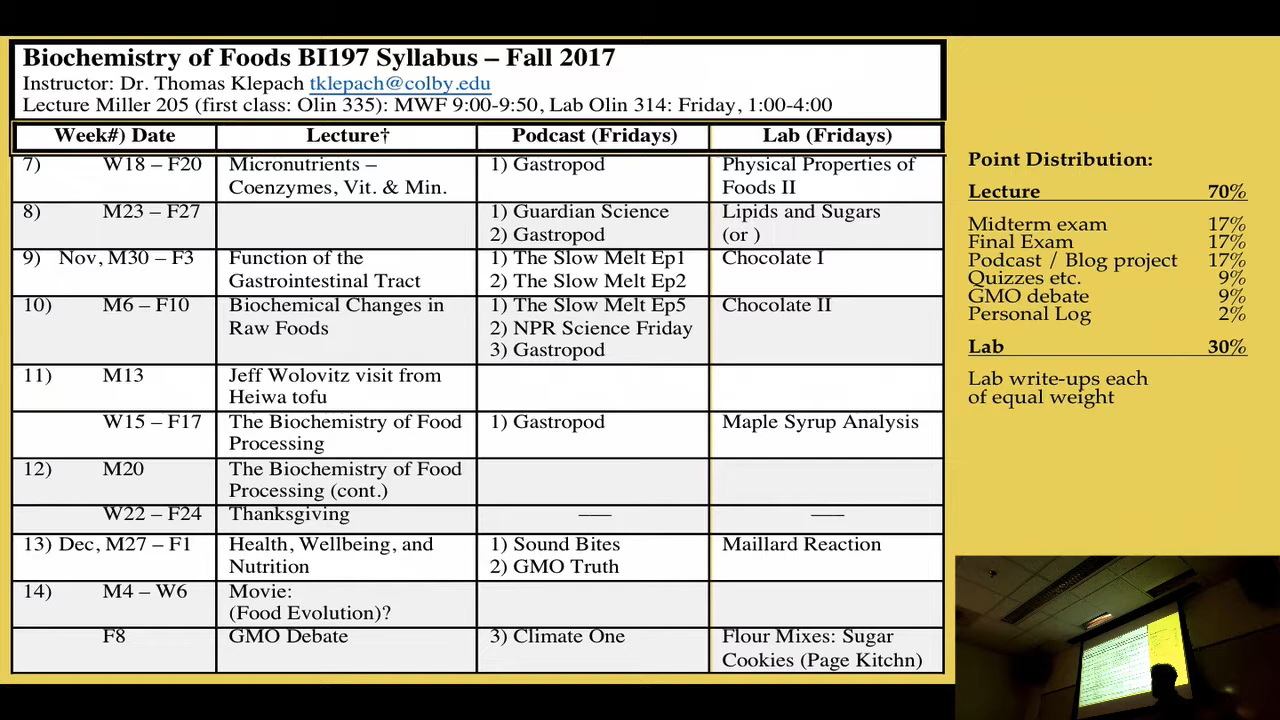 Biochemistry of Foods BI197 Syllabus – Fall 2017
Instructor: Dr. Thomas Klepach tklepach@colby.edu
Lecture Miller 205 (first class: Olin 335): MWF 9:00-9:50, Lab Olin 314: Friday, 1:00-4:00
Week#) Date Lecture† Podcast (Fridays) Lab (Fridays)
7) W18 – F20 Micronutrients – 1) Gastropod Physical Properties of
Coenzymes, Vit. & Min. Foods II
8) M23 – F27 1) Guardian Science Lipids and Sugars
2) Gastropod (or )
9) Nov, M30 – F3 Function of the 1) The Slow Melt Ep1 Chocolate I
Gastrointestinal Tract 2) The Slow Melt Ep2
10) M6 – F10 Biochemical Changes in 1) The Slow Melt Ep5 Chocolate II
Raw Foods 2) NPR Science Friday
3) Gastropod
11) M13 Jeff Wolovitz visit from
Heiwa tofu
W15 – F17 The Biochemistry of Food 1) Gastropod Maple Syrup Analysis
Processing
12) M20 The Biochemistry of Food
Processing (cont.)
W22 – F24 Thanksgiving —– —–
13) Dec, M27 – F1 Health, Wellbeing, and 1) Sound Bites Maillard Reaction
Nutrition 2) GMO Truth
14) M4 – W6 Movie:
(Food Evolution)?
F8 GMO Debate 3) Climate One Flour Mixes: Sugar
Cookies (Page Kitchn)
Point Distribution:
Lecture 70%
Midterm exam 17%
Final Exam 17%
Podcast / Blog project 17%
Quizzes etc. 9%
GMO debate 9%
Personal Log 2%
Lab 30%
Lab write-ups each
of equal weight